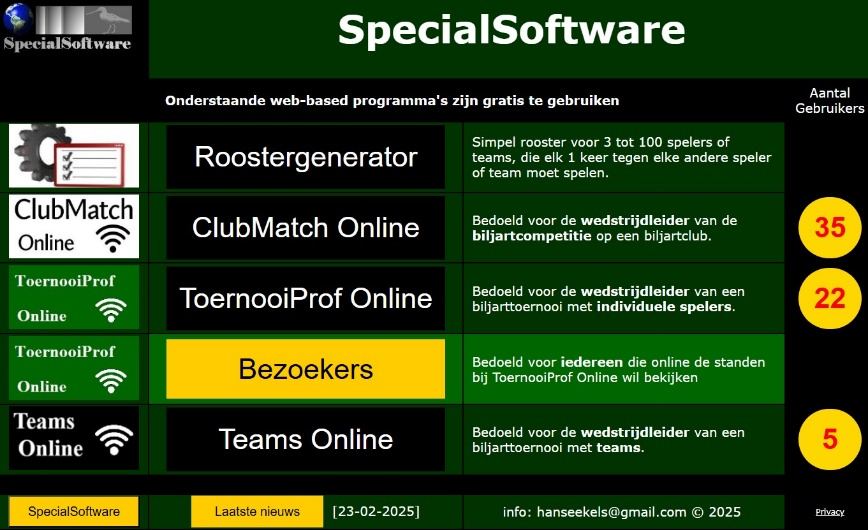 SpecialSoftware
SpecialSoftware
Onderstaande web-based programma's zijn gratis te gebruiken
Aantal
Gebruikers
Roostergenerator
Simpel rooster voor 3 tot 100 spelers of
teams, die elk 1 keer tegen elke andere speler
of team moet spelen.
ClubMatch
Online
ClubMatch Online
Bedoeld voor de wedstrijdleider van de
biljartcompetitie op een biljartclub.
35
ToernooiProf
Online
ToernooiProf Online
Bedoeld voor de wedstrijdleider van een
biljarttoernooi met individuele spelers.
22
ToernooiProf
Online
Bezoekers
Bedoeld voor iedereen die online de standen
bij ToernooiProf Online wil bekijken
Teams
Online
Teams Online
Bedoeld voor de wedstrijdleider van een
biljarttoernooi met teams.
5
SpecialSoftware
Laatste nieuws
[23-02-2025]
info: hanseekels@gmail.com © 2025
Privacy